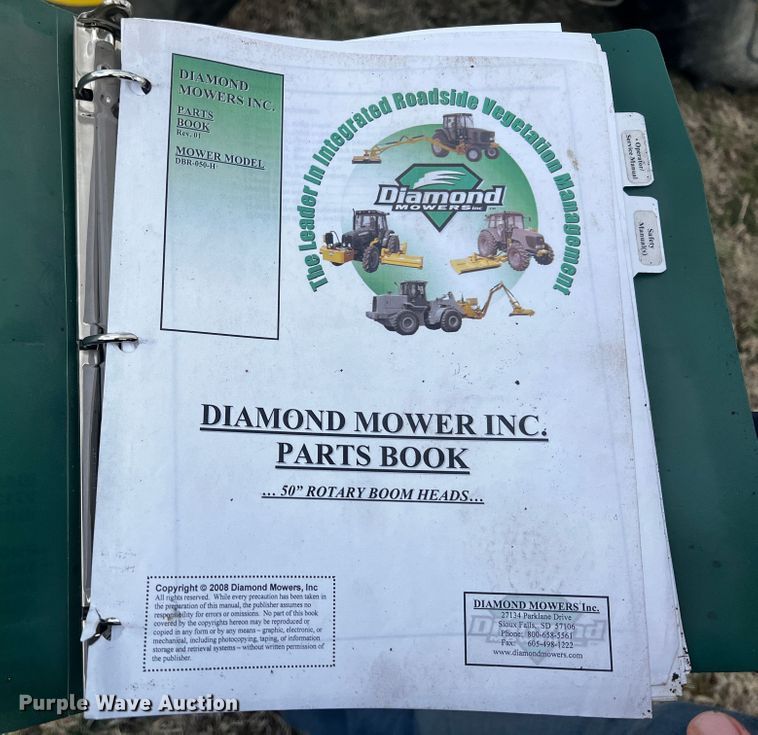 DIAMOND
MOWERS INC.
PARTS
BOOK
Rev. 01
MOWER MODEL
DBR-050-H
The Leader in Integrated Roadside Vegetation Management
Diamond
MOWERS inc
• Operator/
Service Manual
Safety
Manual(s)
DIAMOND MOWER INC.
PARTS BOOK
… 50” ROTARY BOOM HEADS…
Copyright © 2008 Diamond Mowers, Inc
All rights reserved. While every precaution has been taken in
the preparation of this manual, the publisher assumes no
responsibility for errors or omissions. No part of this book
covered by the copyrights hereon may be reproduced or
copied in any form or by any means – graphic, electronic, or
mechanical, including photocopying, taping, of information
storage and retrieval systems – without written permission of
the publisher.
DIAMOND MOWERS Inc.
27134 Parklane Drive
Sioux Falls, SD 57106
Phone: 800-658-5561
Fax: 605-498-1222
www.diamondmowers.com
Purple Wave Auction